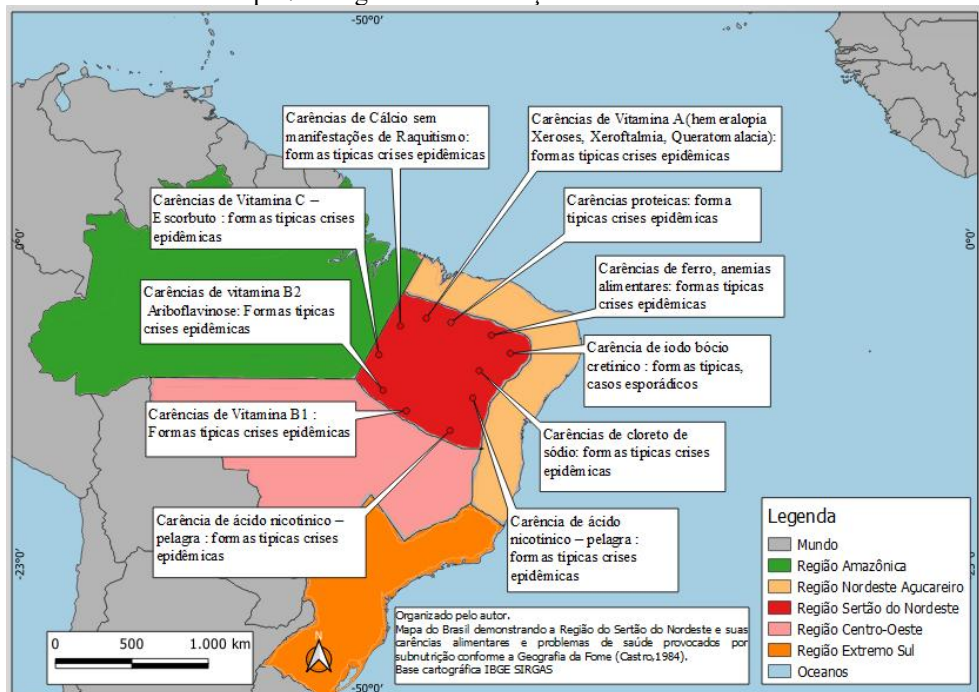 -50°0'
Carências de Cálcio sem
manifestações de Raquitismo:
formas típicas crises epidêmicas
Carências de Vitamina A (hemeralopia
Xeroses, Xeroftalmia, Queratomalacia):
formas típicas crises epidêmicas
Carências de Vitamina C –
Escorbuto : formas típicas crises
epidêmicas
Carências proteicas: forma
típicas crises epidêmicas
0°0'
0°0'
Carências de ferro, anemias
alimentares: formas típicas
crises epidêmicas
Carências de vitamina B2
Ariboflavinose: Formas típicas
crises epidêmicas
Carência de iodo bócio
cretínico : formas típicas,
casos esporádicos
Carências de Vitamina B1 :
Formas típicas crises epidêmicas
Carências de cloreto de
sódio: formas típicas crises
epidêmicas
Carência de ácido nicotínico –
pelagra : formas típicas crises
epidêmicas
Carência de ácido
nicotínico – pelagra :
formas típicas crises
epidêmicas
-23°0'
Legenda
Mundo
Região Amazônica
Região Nordeste Açucareiro
Região Sertão do Nordeste
Região Centro-Oeste
Região Extremo Sul
Oceanos
Organizado pelo autor.
Mapa do Brasil demonstrando a Região do Sertão do Nordeste e suas
carências alimentares e problemas de saúde provocados por
subnutrição conforme a Geografia da Fome (Castro,1984).
Base cartográfica IBGE SIRGAS
0 500 1.000 km
N
-50°0'